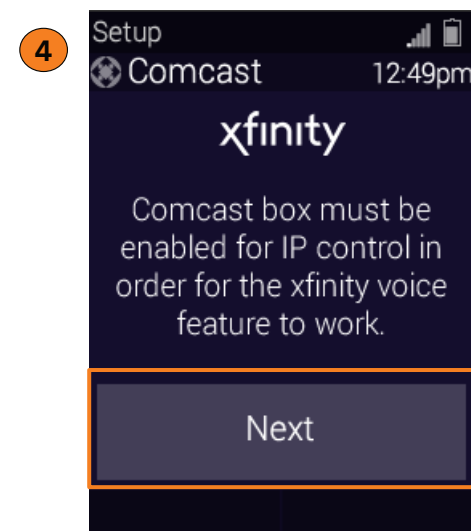 4
Setup
Comcast 12:49pm
xfinity
Comcast box must be
enabled for IP control in
order for the xfinity voice
feature to work.
Next